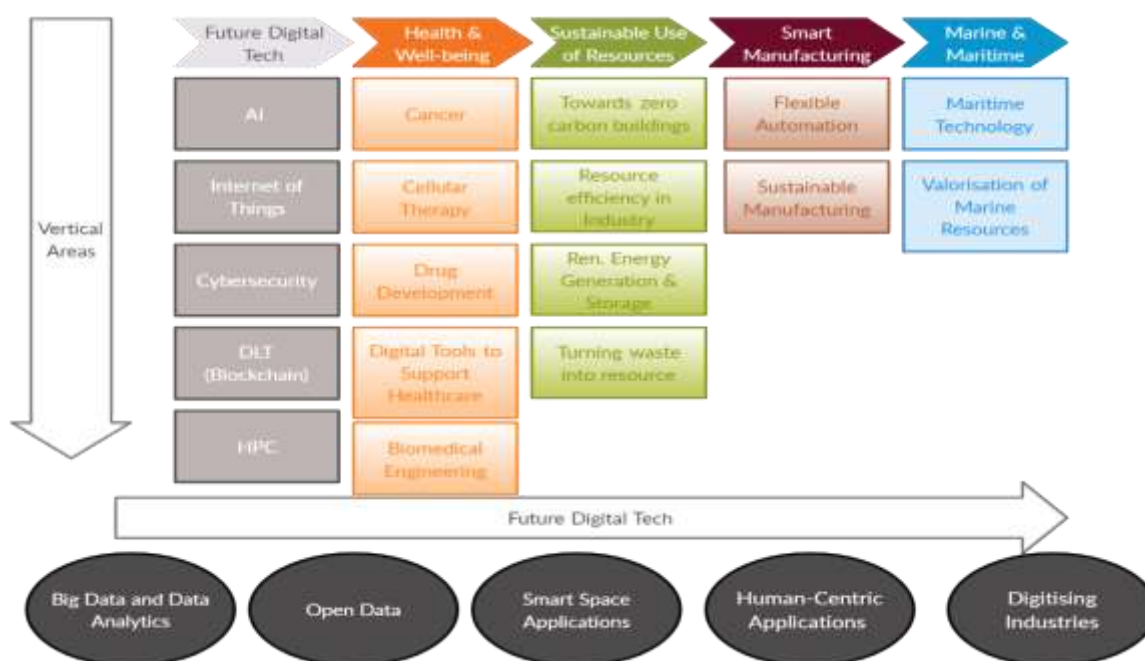 Future Digital
Tech
Health &
Well-being
Sustainable Use
of Resources
Smart
Manufacturing
Marine &
Maritime
Vertical
Areas
AI
Internet of
Things
Cybersecurity
DLT
(Blockchain)
HPC
Cancer
Cellular
Therapy
Drug
Development
Digital Tools to
Support
Healthcare
Biomedical
Engineering
Towards zero
carbon buildings
Resource
efficiency in
Industry
Ren. Energy
Generation &
Storage
Turning waste
into resource
Flexible
Automation
Sustainable
Manufacturing
Maritime
Technology
Valorisation of
Marine
Resources
Future Digital Tech
Big Data and Data
Analytics
Open Data
Smart Space
Applications
Human-Centric
Applications
Digitising
Industries